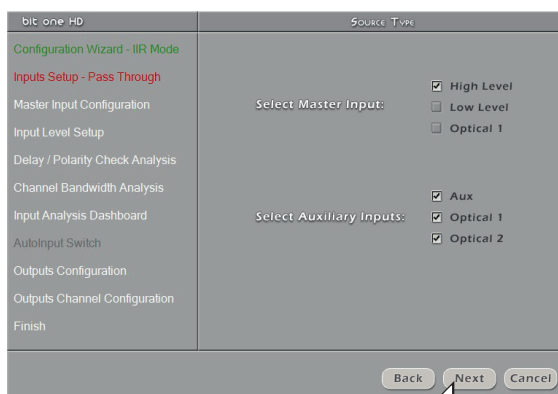 bit one HD
Source Type
Configuration Wizard - IIR Mode
Inputs Setup - Pass Through
Master Input Configuration
Input Level Setup
Delay / Polarity Check Analysis
Channel Bandwidth Analysis
Input Analysis Dashboard
AutoInput Switch
Outputs Configuration
Outputs Channel Configuration
Finish
Select Master Input:
High Level
Low Level
Optical 1
Select Auxiliary Inputs:
Aux
Optical 1
Optical 2
Back
Next
Cancel